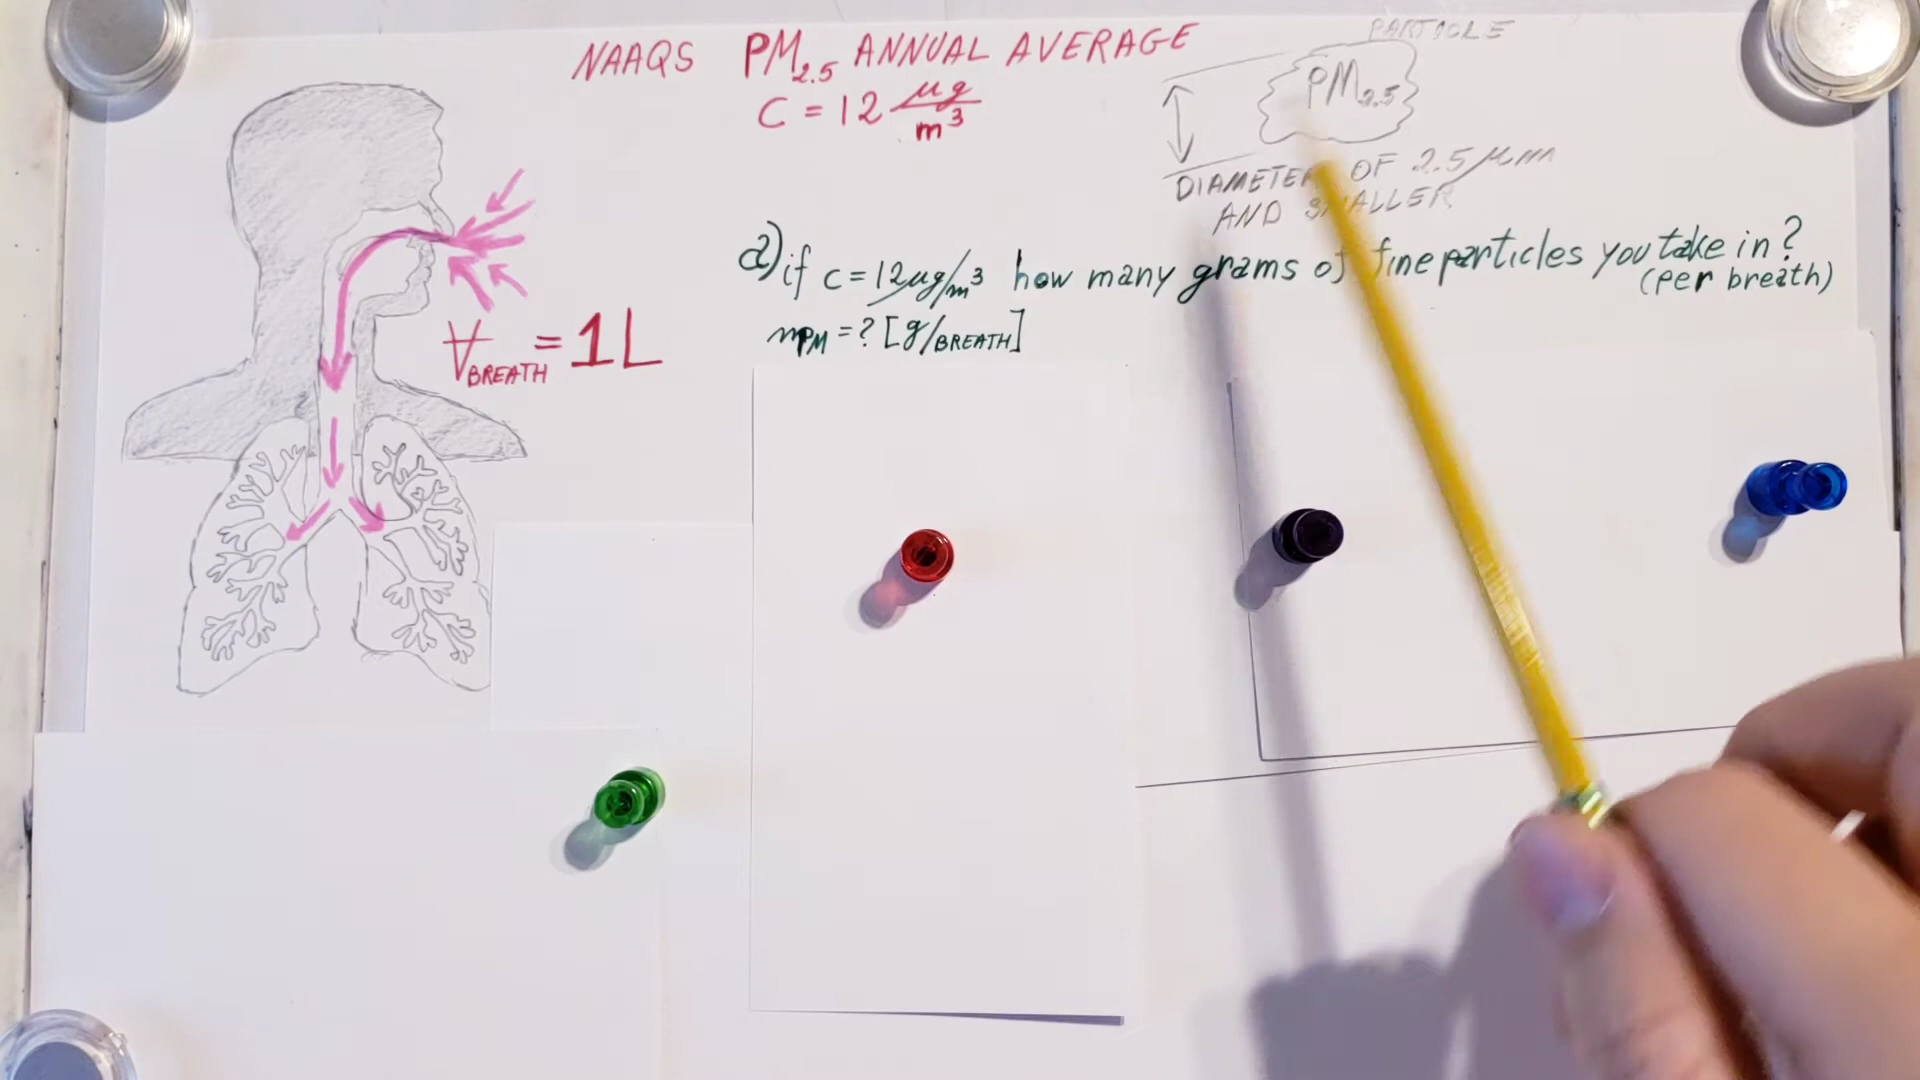 NAAQS PM2.5 ANNUAL AVERAGE
C = 12 μg/m³
PARTICLE
PM2.5
DIAMETER OF 2.5 μm
AND SMALLER
V BREATH = 1L
a) if C = 12 μg/m³ how many grams of fine particles you take in?
(per breath)
mPM = ? [g/BREATH]